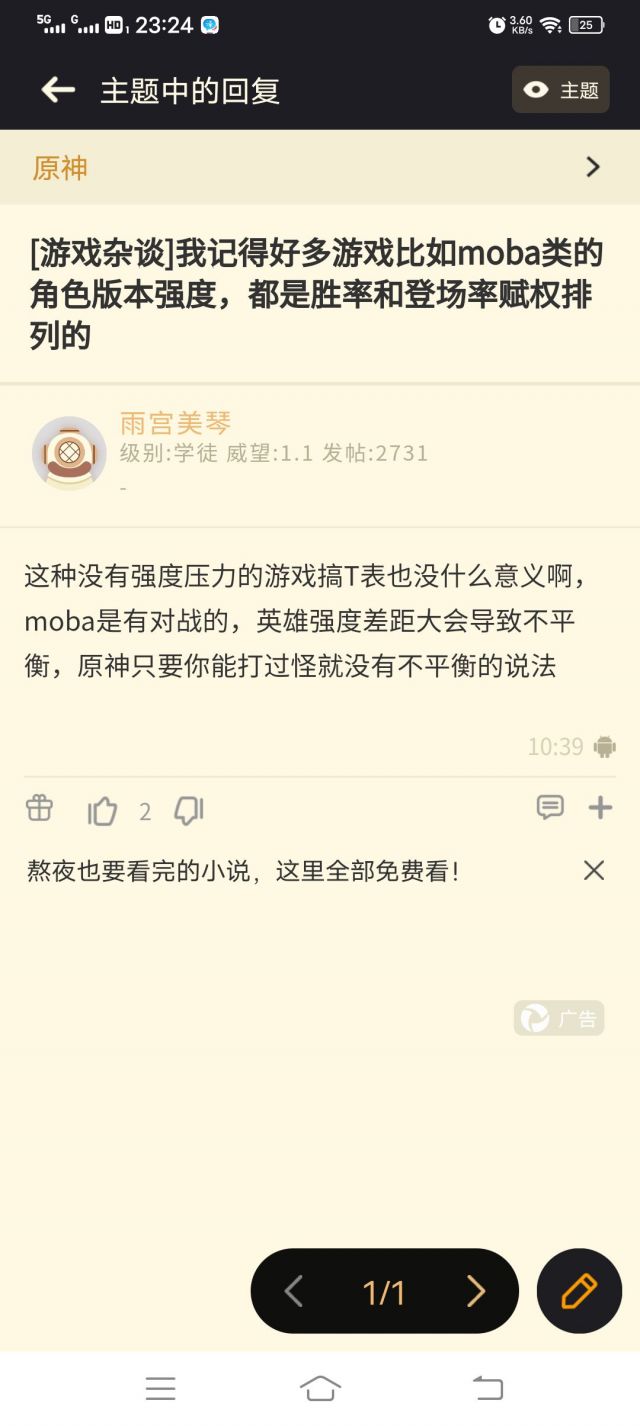 5G G HD 1 23:24 3.60 KB/s 25
主题中的回复 主题
原神
[游戏杂谈]我记得好多游戏比如moba类的
角色版本强度，都是胜率和登场率赋权排
列的
雨宫美琴
级别:学徒 威望:1.1 发帖:2731
-
这种没有强度压力的游戏搞T表也没什么意义啊，
moba是有对战的，英雄强度差距大会导致不平
衡，原神只要你能打过怪就没有不平衡的说法
10:39
2
熬夜也要看完的小说，这里全部免费看！
广告
1/1